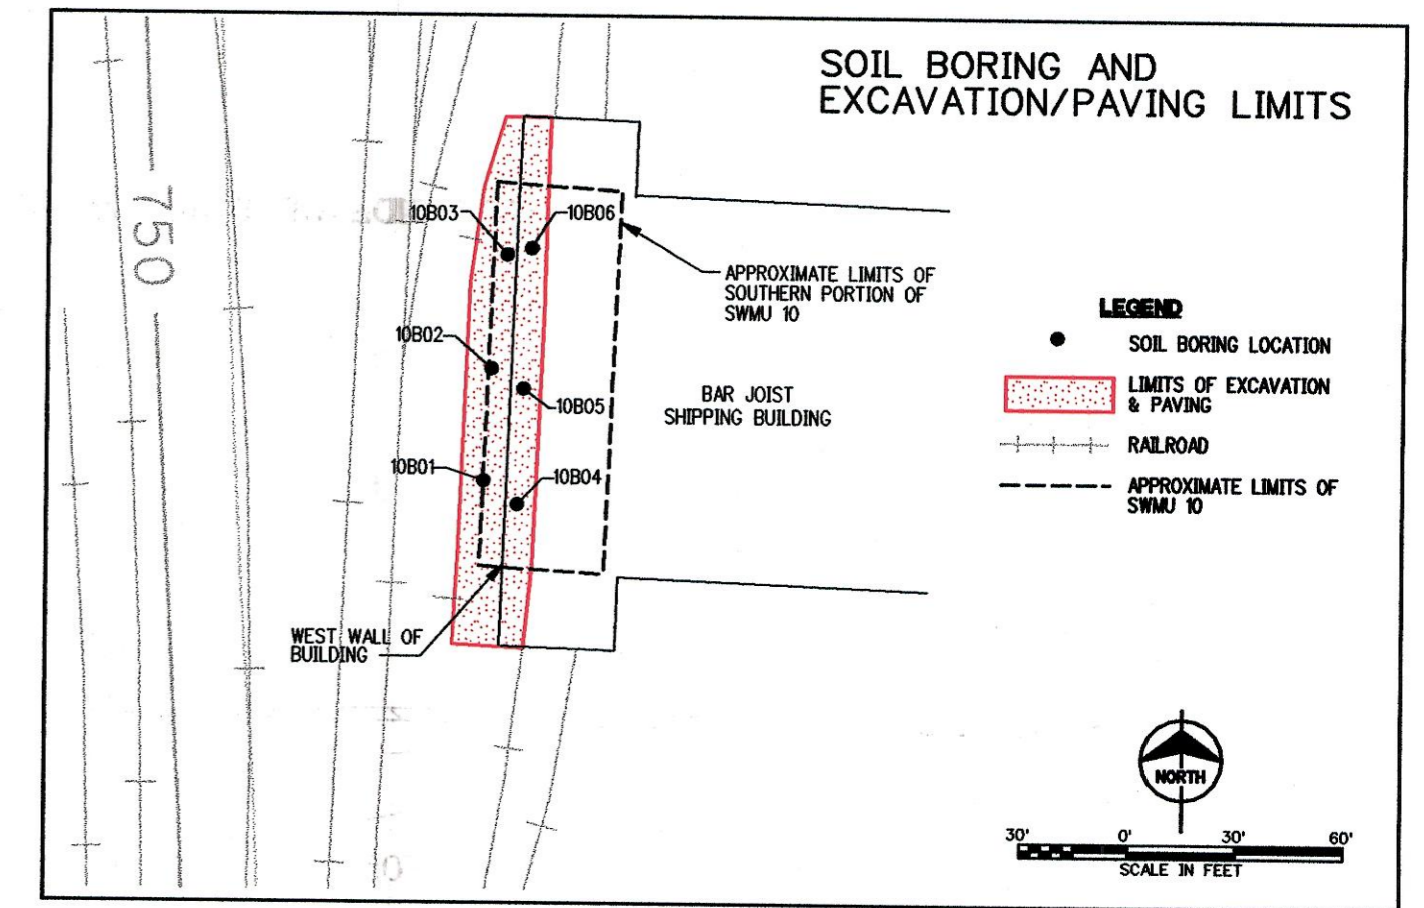 SOIL BORING AND
EXCAVATION/PAVING LIMITS
750
10B03
10B06
APPROXIMATE LIMITS OF
SOUTHERN PORTION OF
SWMU 10
10B02
10B05
BAR JOIST
SHIPPING BUILDING
10B01
10B04
WEST WALL OF
BUILDING
LEGEND
SOIL BORING LOCATION
LIMITS OF EXCAVATION
& PAVING
RAILROAD
APPROXIMATE LIMITS OF
SWMU 10
NORTH
30' 0' 30' 60'
SCALE IN FEET